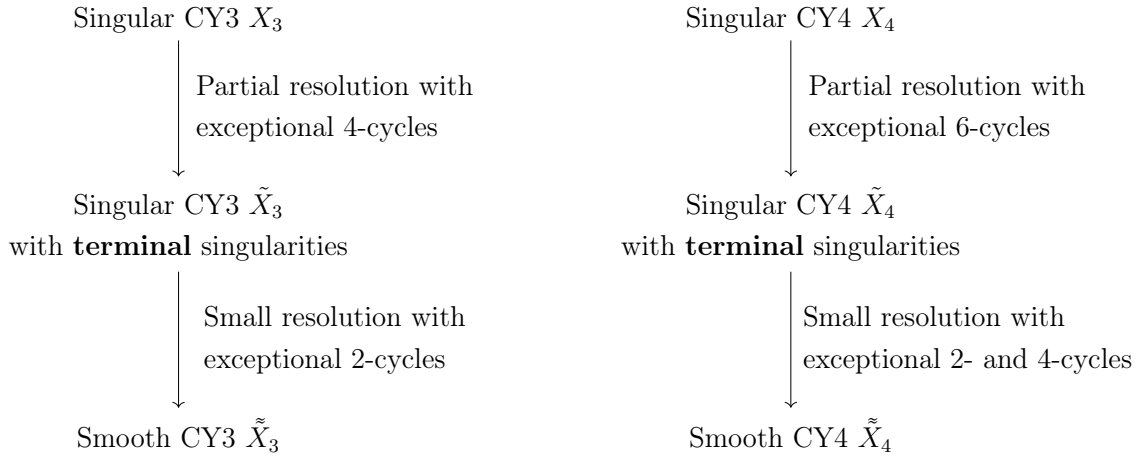 Singular CY3 X₃
Partial resolution with
exceptional 4-cycles
Singular CY3 X̃₃
with terminal singularities
Small resolution with
exceptional 2-cycles
Smooth CY3 X̃̃₃
Singular CY4 X₄
Partial resolution with
exceptional 6-cycles
Singular CY4 X̃₄
with terminal singularities
Small resolution with
exceptional 2- and 4-cycles
Smooth CY4 X̃̃₄